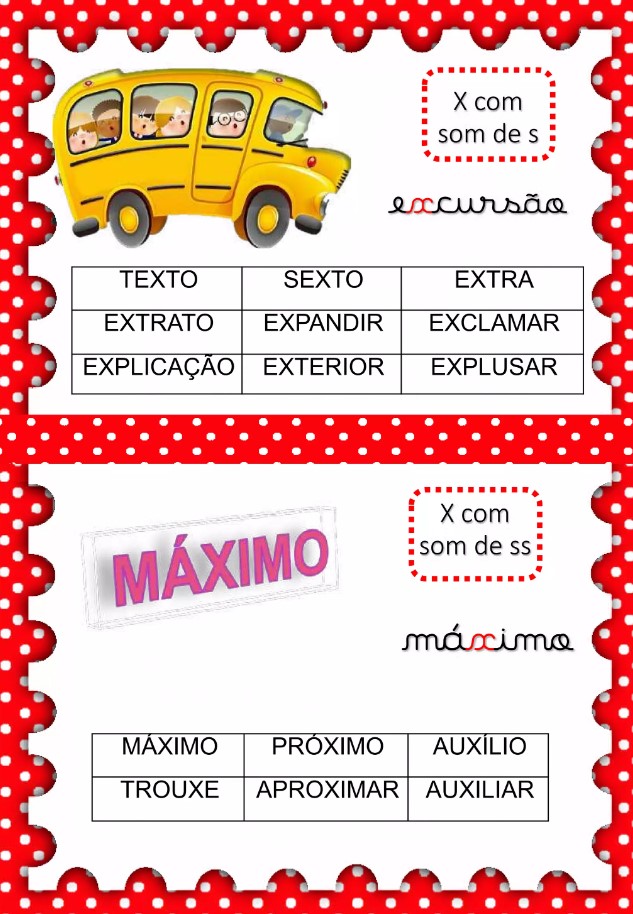 X com
som de s
excursão
TEXTO SEXTO EXTRA
EXTRATO EXPANDIR EXCLAMAR
EXPLICAÇÃO EXTERIOR EXPLUSAR
X com
som de ss
MÁXIMO
máximo
MÁXIMO PRÓXIMO AUXÍLIO
TROUXE APROXIMAR AUXILIAR